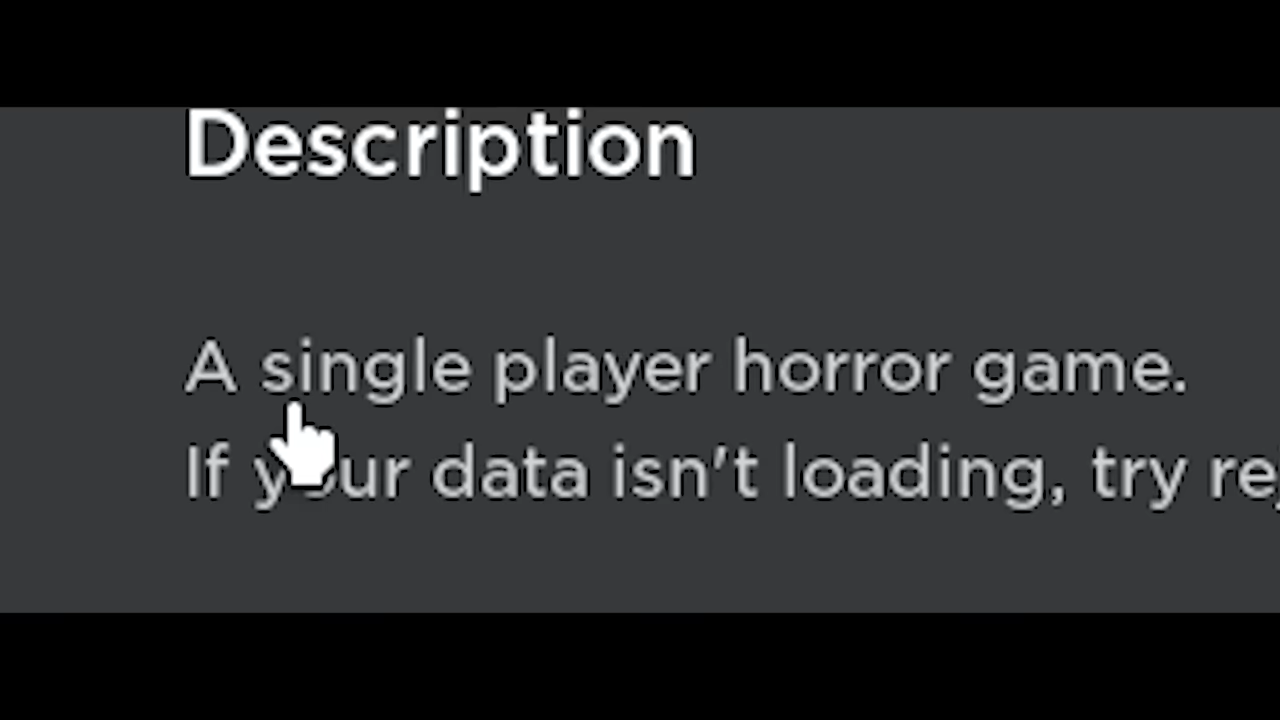 Description
A single player horror game.
If your data isn't loading, try